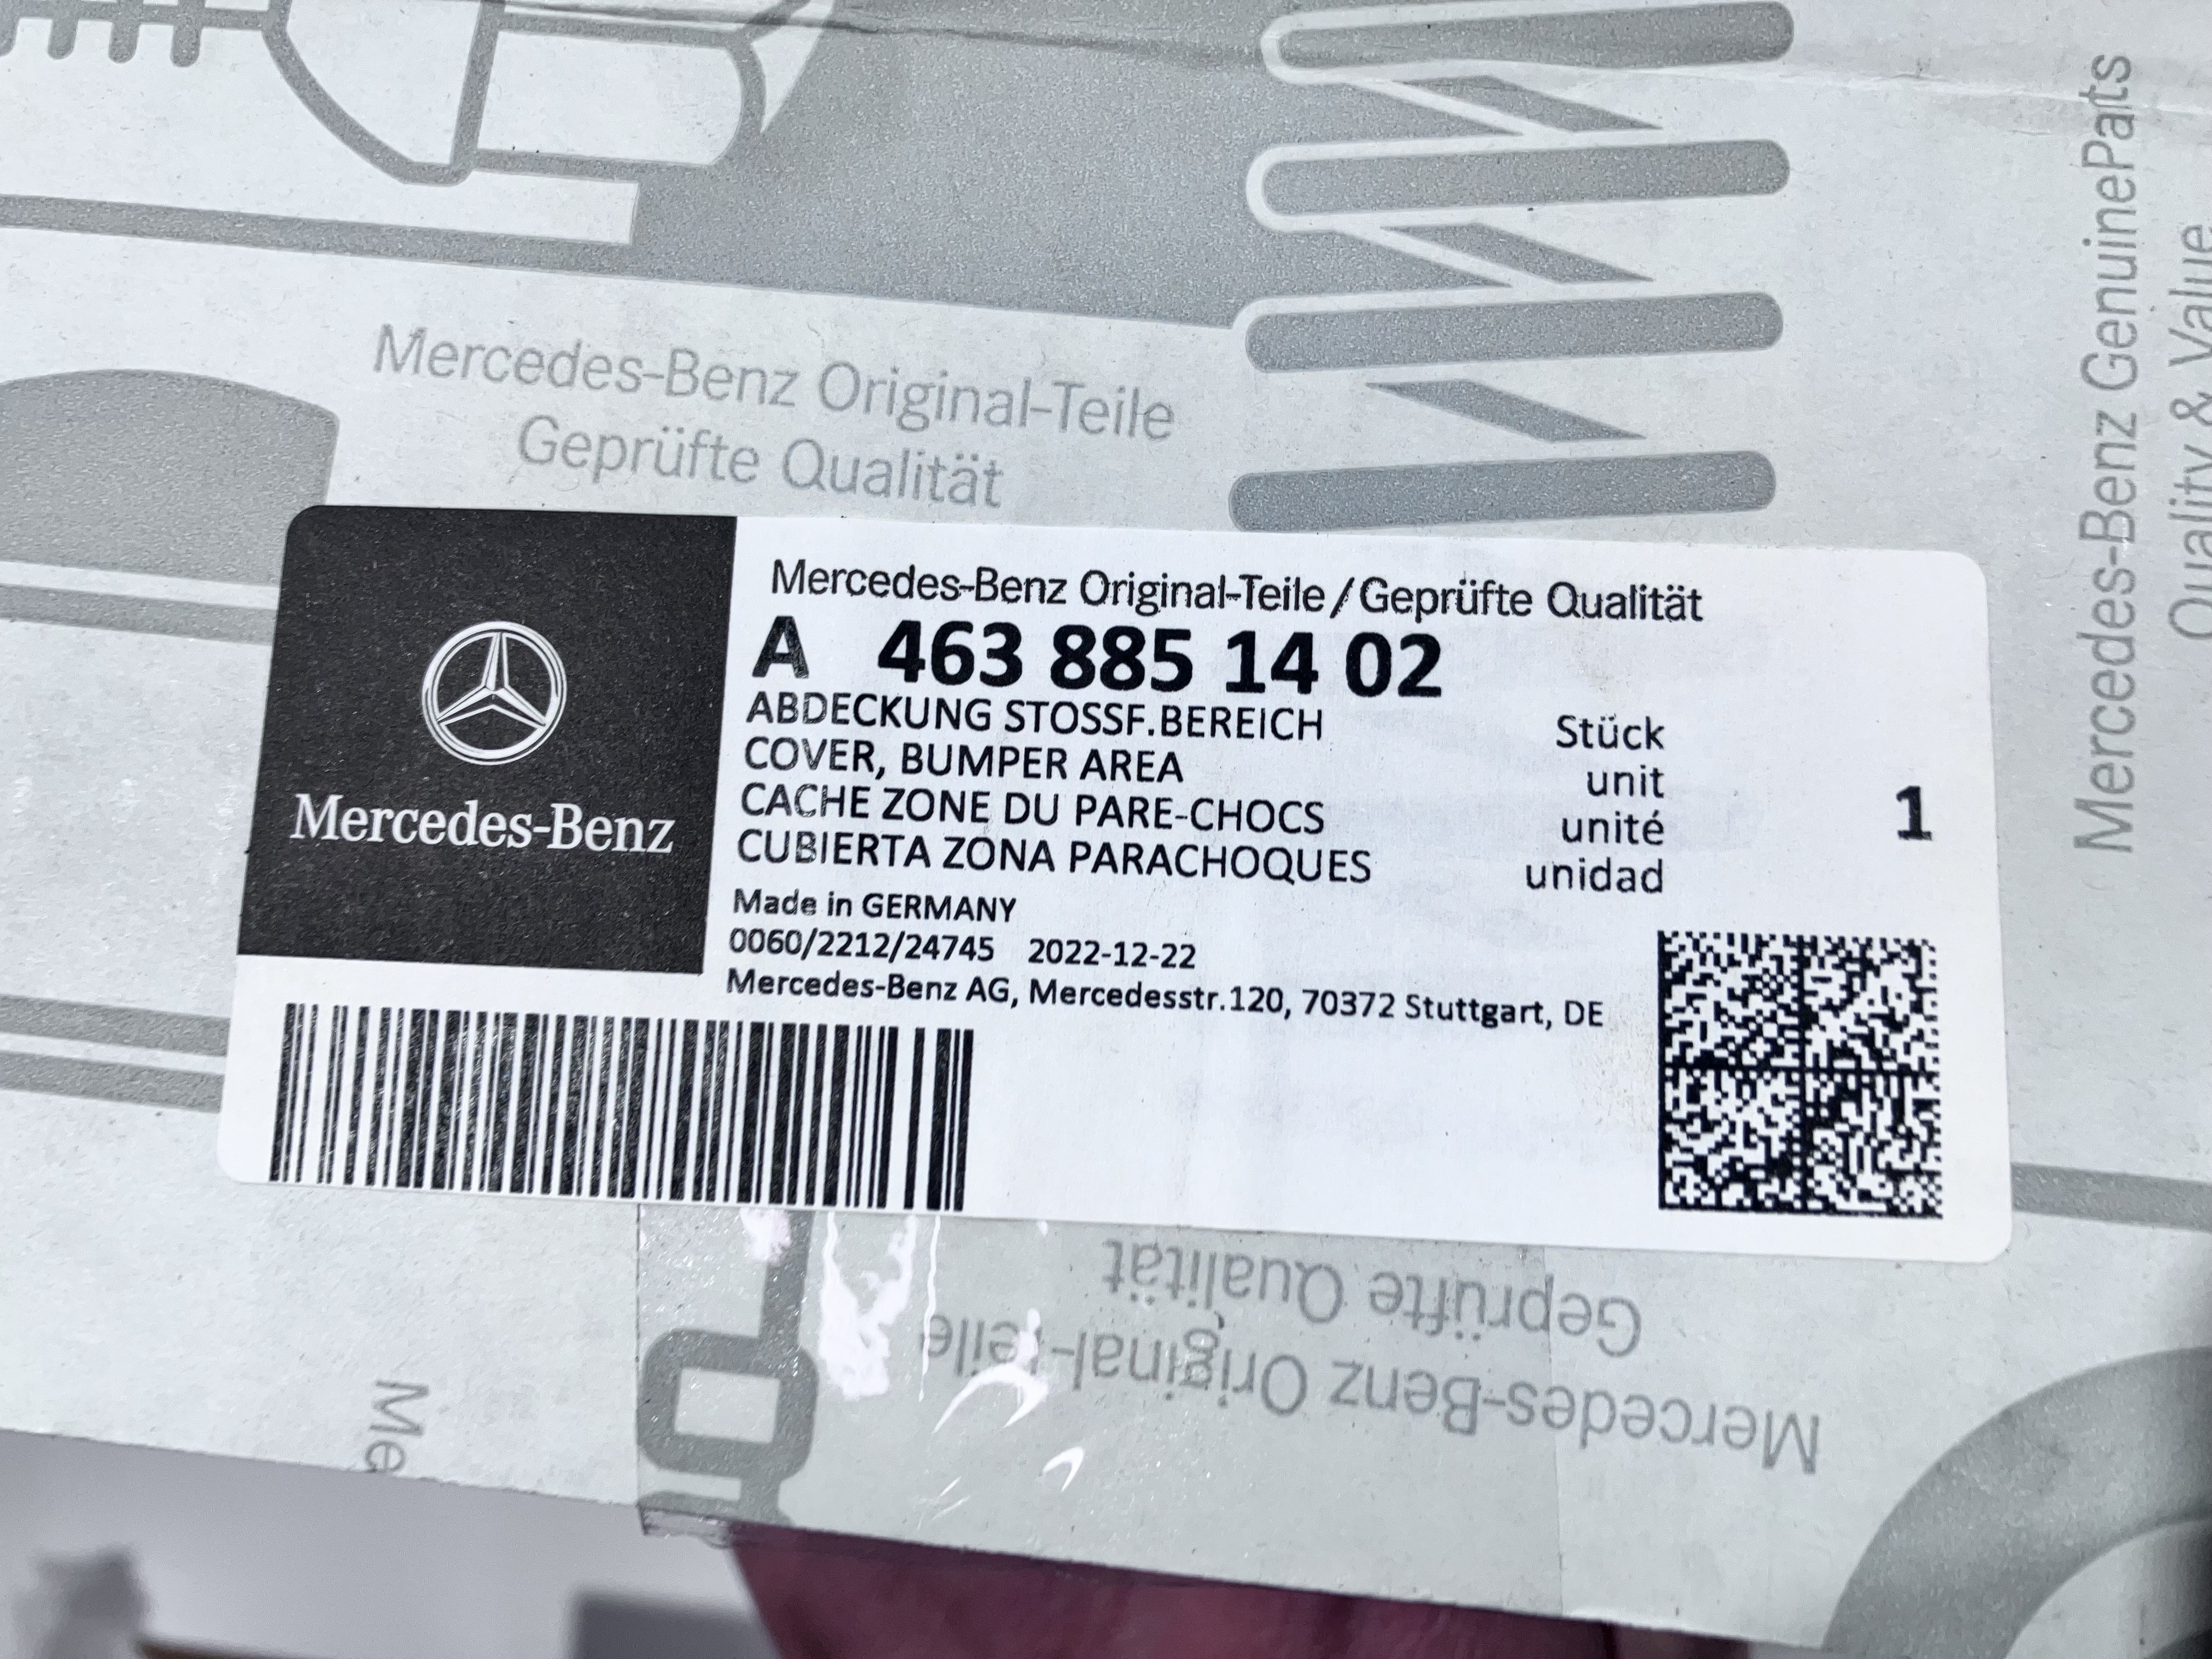 Mercedes-Benz Original-Teile
Geprüfte Qualität
Mercedes-Benz GenuineParts
Quality & Value
Mercedes-Benz
Mercedes-Benz Original-Teile/Geprüfte Qualität
A 463 885 14 02
ABDECKUNG STOSSF.BEREICH Stück
COVER, BUMPER AREA unit
CACHE ZONE DU PARE-CHOCS unité 1
CUBIERTA ZONA PARACHOQUES unidad
Made in GERMANY
0060/2212/24745 2022-12-22
Mercedes-Benz AG, Mercedesstr.120, 70372 Stuttgart, DE
Mercedes-Benz Original-Teile
Geprüfte Qualität
Me